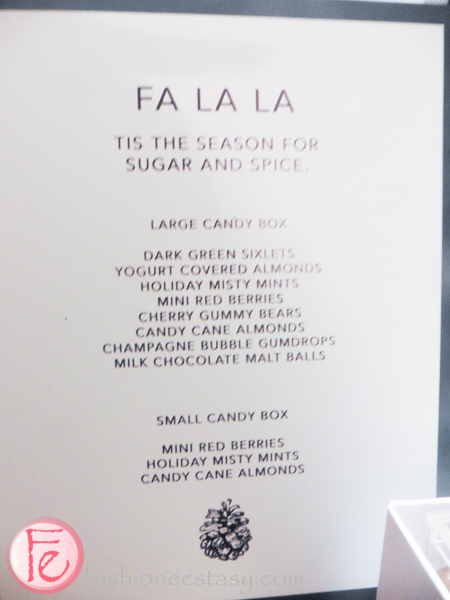 FA LA LA
TIS THE SEASON FOR
SUGAR AND SPICE.
LARGE CANDY BOX
DARK GREEN SIXLETS
YOGURT COVERED ALMONDS
HOLIDAY MISTY MINTS
MINI RED BERRIES
CHERRY GUMMY BEARS
CANDY CANE ALMONDS
CHAMPAGNE BUBBLE GUMDROPS
MILK CHOCOLATE MALT BALLS
SMALL CANDY BOX
MINI RED BERRIES
HOLIDAY MISTY MINTS
CANDY CANE ALMONDS
Fe
fashionecstasy.com